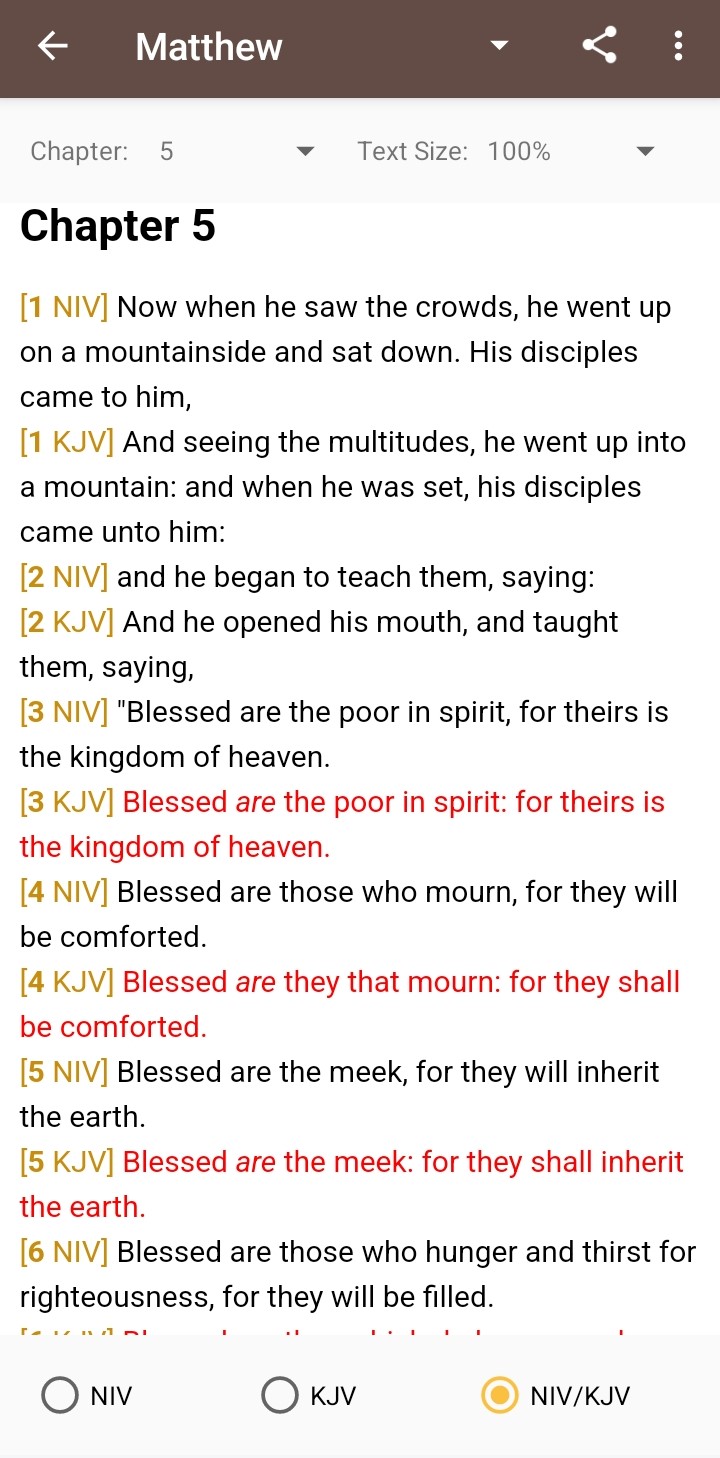 Matthew
Chapter: 5 Text Size: 100%
Chapter 5
[1 NIV] Now when he saw the crowds, he went up
on a mountainside and sat down. His disciples
came to him,
[1 KJV] And seeing the multitudes, he went up into
a mountain: and when he was set, his disciples
came unto him:
[2 NIV] and he began to teach them, saying:
[2 KJV] And he opened his mouth, and taught
them, saying,
[3 NIV] "Blessed are the poor in spirit, for theirs is
the kingdom of heaven.
[3 KJV] Blessed are the poor in spirit: for theirs is
the kingdom of heaven.
[4 NIV] Blessed are those who mourn, for they will
be comforted.
[4 KJV] Blessed are they that mourn: for they shall
be comforted.
[5 NIV] Blessed are the meek, for they will inherit
the earth.
[5 KJV] Blessed are the meek: for they shall inherit
the earth.
[6 NIV] Blessed are those who hunger and thirst for
righteousness, for they will be filled.
NIV KJV NIV/KJV